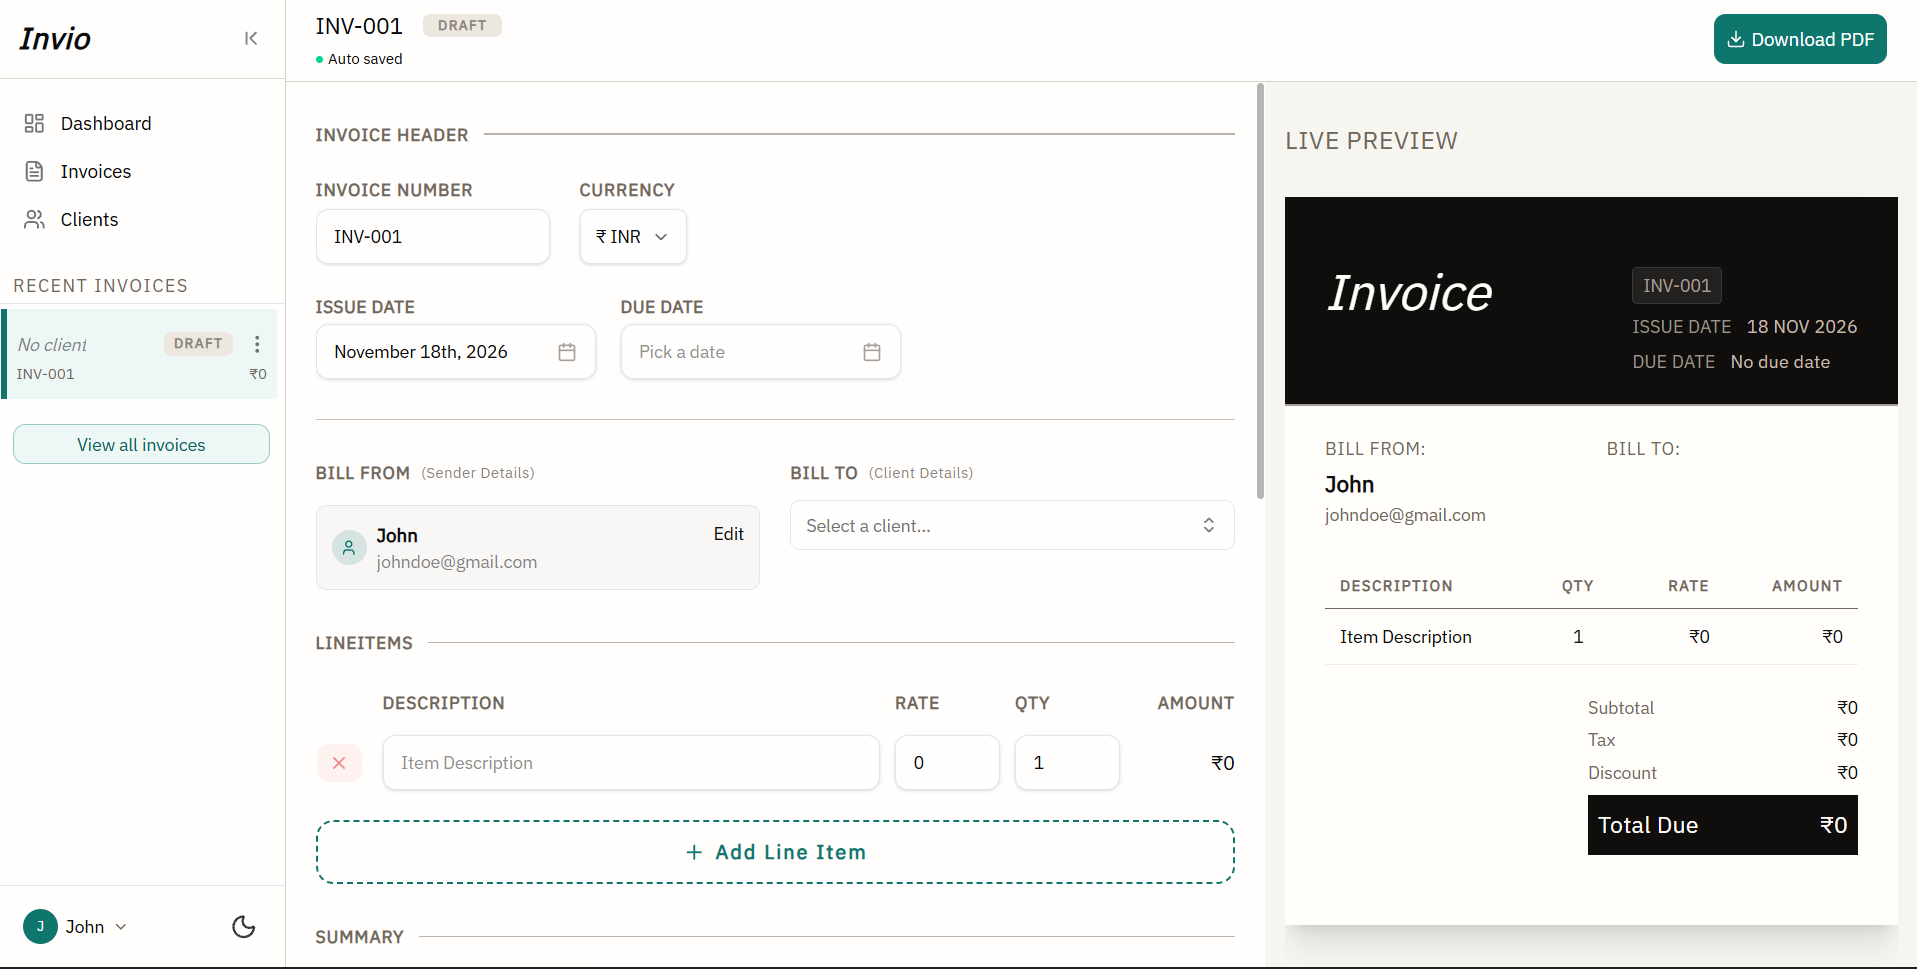 Invio
Dashboard
Invoices
Clients
RECENT INVOICES
No client DRAFT
INV-001 ₹0
View all invoices
J John
INV-001 DRAFT
Auto saved
Download PDF
INVOICE HEADER
INVOICE NUMBER CURRENCY
INV-001 ₹ INR
ISSUE DATE DUE DATE
November 18th, 2026 Pick a date
BILL FROM (Sender Details) BILL TO (Client Details)
John Edit
johndoe@gmail.com
Select a client...
LINEITEMS
DESCRIPTION RATE QTY AMOUNT
Item Description 0 1 ₹0
+ Add Line Item
SUMMARY
LIVE PREVIEW
Invoice
INV-001
ISSUE DATE 18 NOV 2026
DUE DATE No due date
BILL FROM: BILL TO:
John
johndoe@gmail.com
DESCRIPTION QTY RATE AMOUNT
Item Description 1 ₹0 ₹0
Subtotal ₹0
Tax ₹0
Discount ₹0
Total Due ₹0